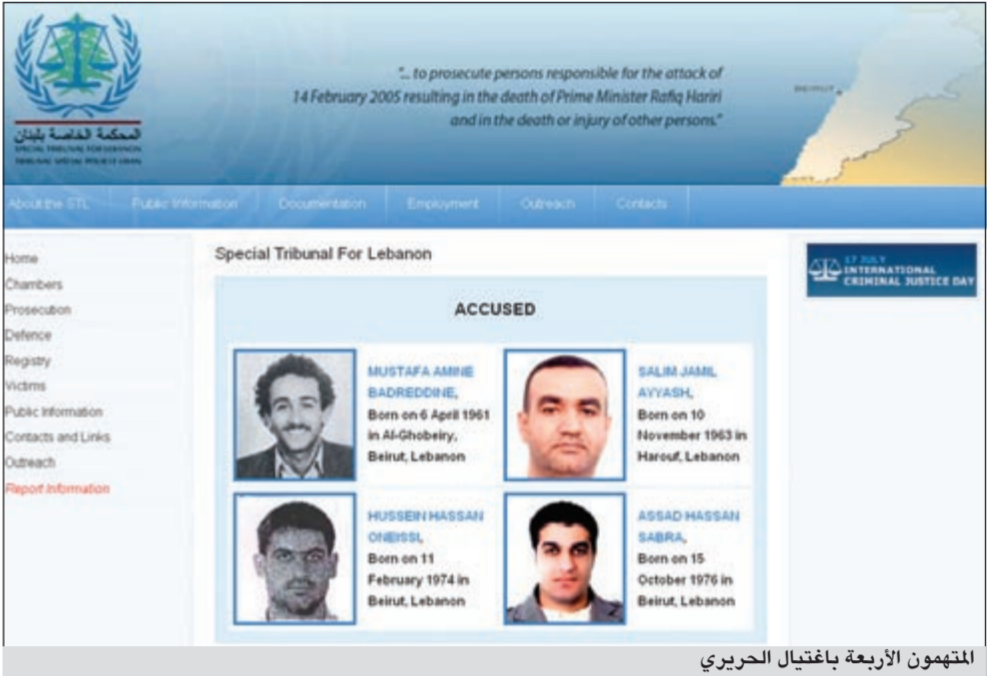 المحكمة الخاصة بلبنان
SPECIAL TRIBUNAL FOR LEBANON
TRIBUNAL SPÉCIAL POUR LE LIBAN
"... to prosecute persons responsible for the attack of
14 February 2005 resulting in the death of Prime Minister Rafiq Hariri
and in the death or injury of other persons."
BEIRUT
About the STL Public Information Documentation Employment Outreach Contacts
Home
Chambers
Prosecution
Defence
Registry
Victims
Public Information
Contacts and Links
Outreach
Report Information
Special Tribunal For Lebanon
ACCUSED
MUSTAFA AMINE
BADREDDINE,
Born on 6 April 1961
in Al-Ghobeiry,
Beirut, Lebanon
SALIM JAMIL
AYYASH,
Born on 10
November 1963 in
Harouf, Lebanon
HUSSEIN HASSAN
ONEISSI,
Born on 11
February 1974 in
Beirut, Lebanon
ASSAD HASSAN
SABRA,
Born on 15
October 1976 in
Beirut, Lebanon
17 JULY
INTERNATIONAL
CRIMINAL JUSTICE DAY
المتهمون الأربعة باغتيال الحريري